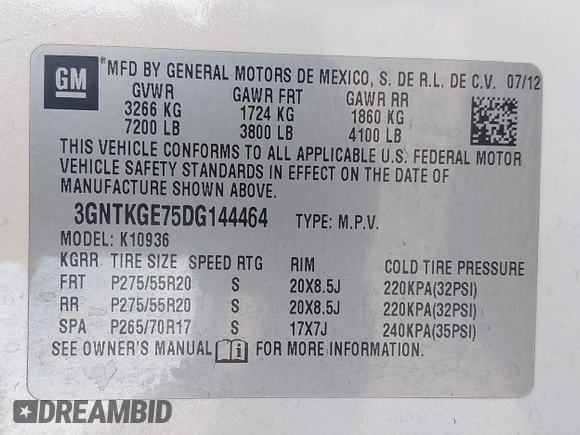 GM
®MFD BY GENERAL MOTORS DE MEXICO, S. DE R.L. DE C.V. 07/12
GVWR GAWR FRT GAWR RR
3266 KG 1724 KG 1860 KG
7200 LB 3800 LB 4100 LB
THIS VEHICLE CONFORMS TO ALL APPLICABLE U.S. FEDERAL MOTOR
VEHICLE SAFETY STANDARDS IN EFFECT ON THE DATE OF
MANUFACTURE SHOWN ABOVE.
3GNTKGE75DG144464 TYPE: M.P.V.
MODEL: K10936
KGRR TIRE SIZE SPEED RTG RIM COLD TIRE PRESSURE
FRT P275/55R20 S 20X8.5J 220KPA(32PSI)
RR P275/55R20 S 20X8.5J 220KPA(32PSI)
SPA P265/70R17 S 17X7J 240KPA(35PSI)
SEE OWNER'S MANUAL i FOR MORE INFORMATION.
DREAMBID